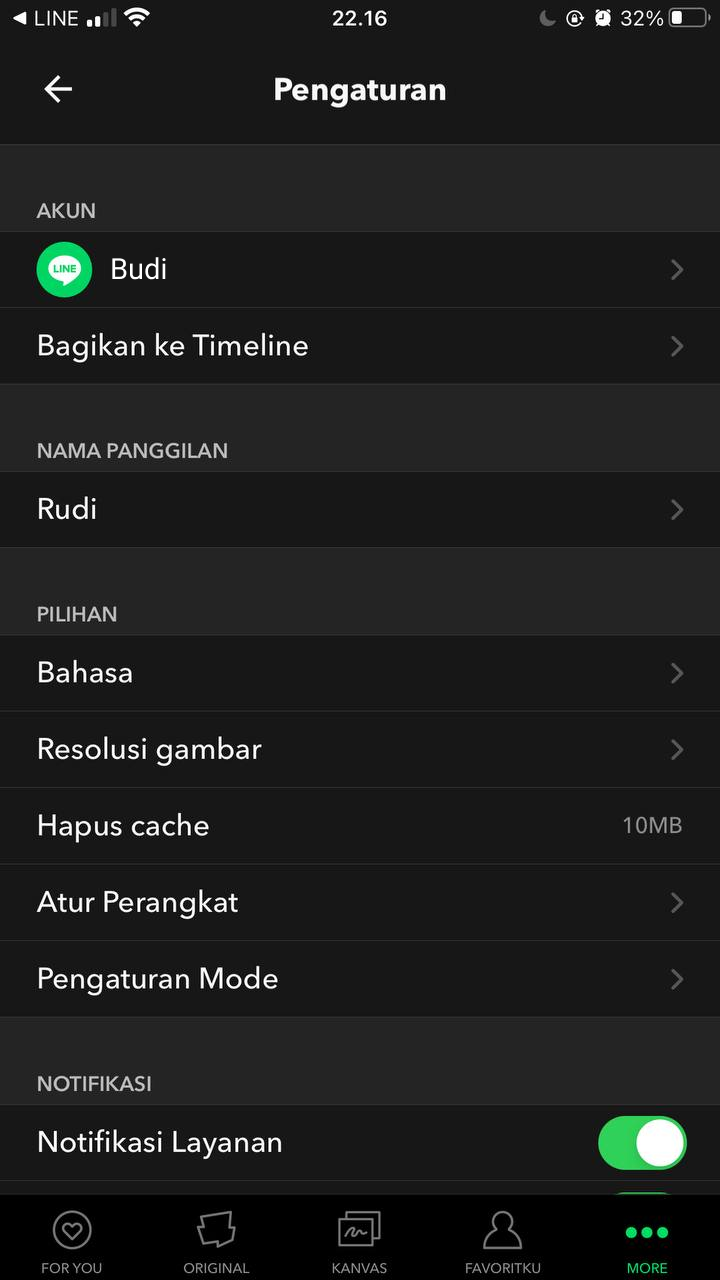 LINE
22.16
32%
Pengaturan
AKUN
LINE
Budi
Bagikan ke Timeline
NAMA PANGGILAN
Rudi
PILIHAN
Bahasa
Resolusi gambar
Hapus cache
10MB
Atur Perangkat
Pengaturan Mode
NOTIFIKASI
Notifikasi Layanan
FOR YOU
ORIGINAL
KANVAS
FAVORITKU
MORE